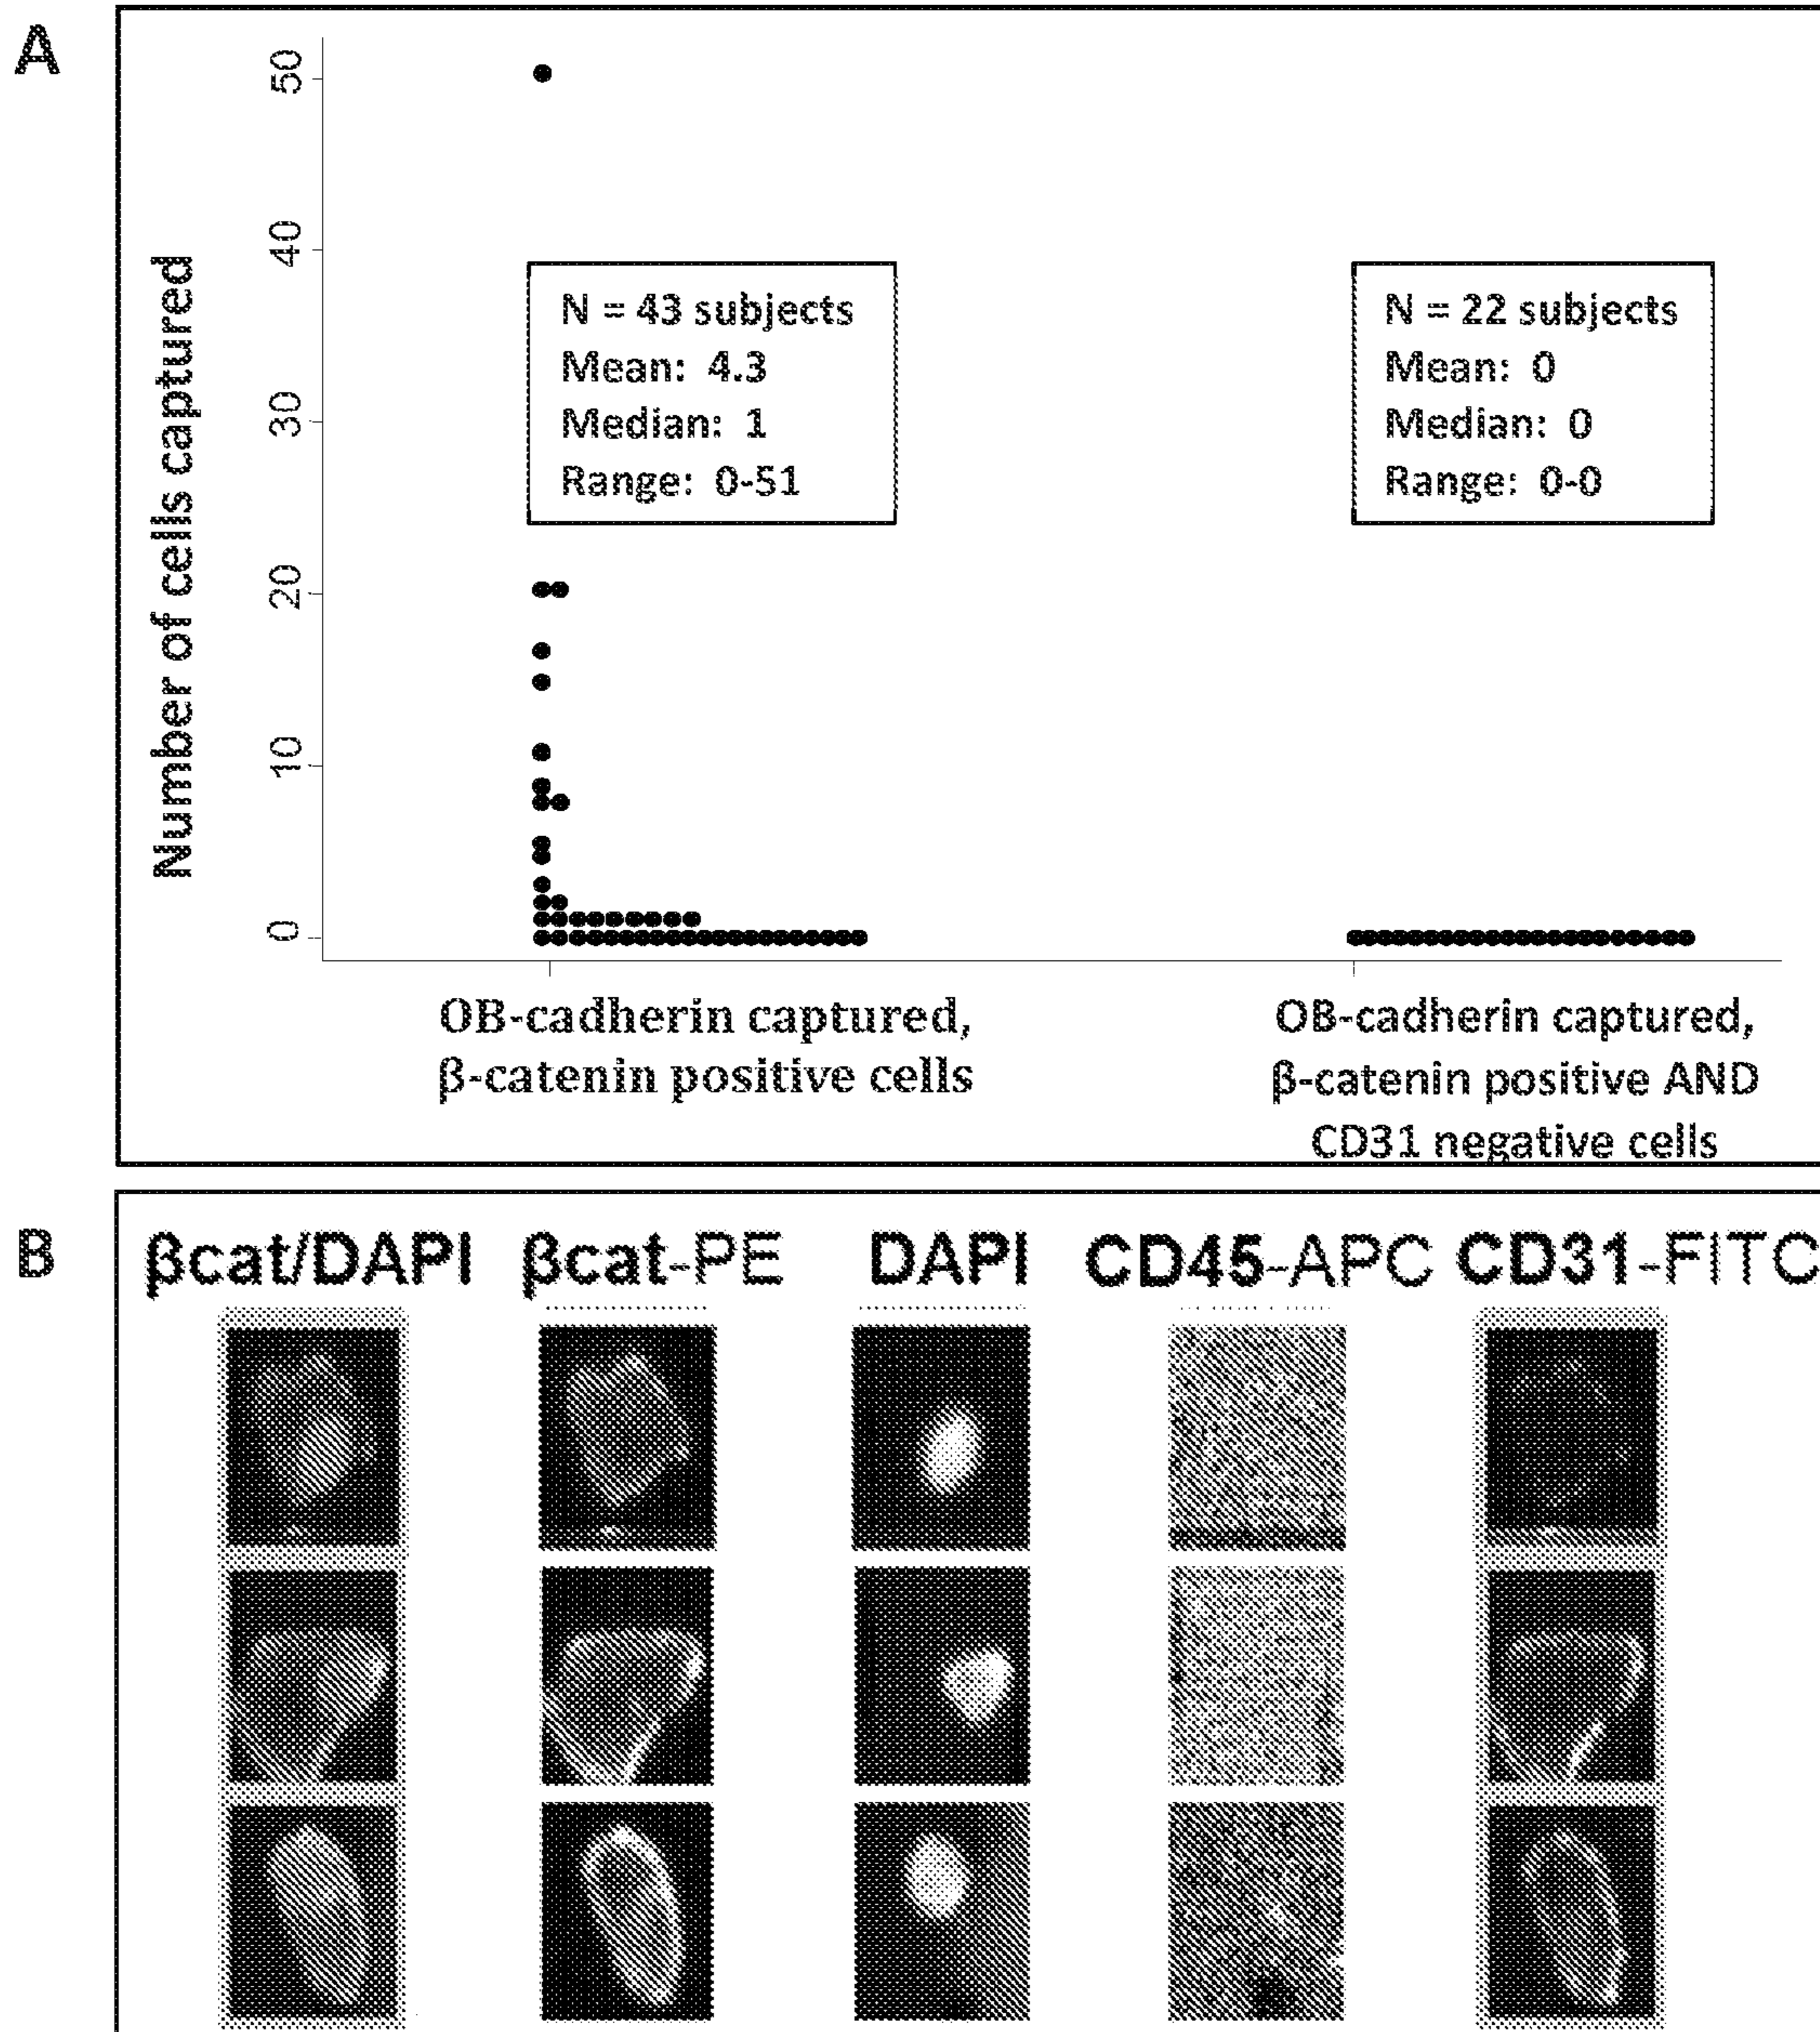 A
Number of cells captured
50
40
30
20
10
0
N = 43 subjects
Mean: 4.3
Median: 1
Range: 0-51
N = 22 subjects
Mean: 0
Median: 0
Range: 0-0
OB-cadherin captured,
β-catenin positive cells
OB-cadherin captured,
β-catenin positive AND
CD31 negative cells
B
βcat/DAPI βcat-PE DAPI CD45-APC CD31-FITC